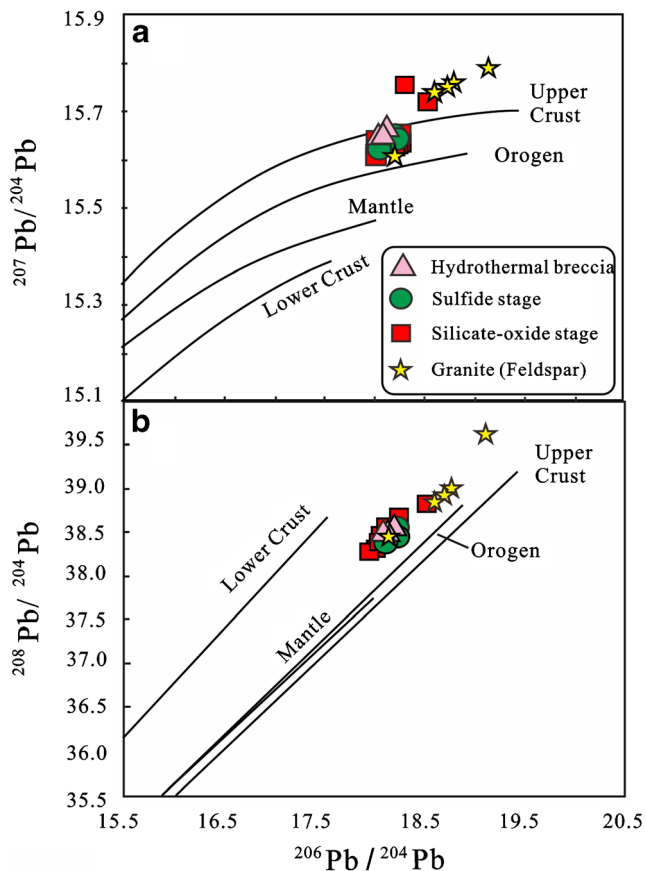 a
15.9
15.7
15.5
15.3
15.1
207Pb/204Pb
Upper
Crust
Orogen
Mantle
Lower Crust
Hydrothermal breccia
Sulfide stage
Silicate-oxide stage
Granite (Feldspar)
b
39.5
39.0
38.5
38.0
37.5
37.0
36.5
36.0
35.5
208Pb/ 204Pb
Upper
Crust
Lower Crust
Orogen
Mantle
15.5 16.5 17.5 18.5 19.5 20.5
206Pb/204Pb